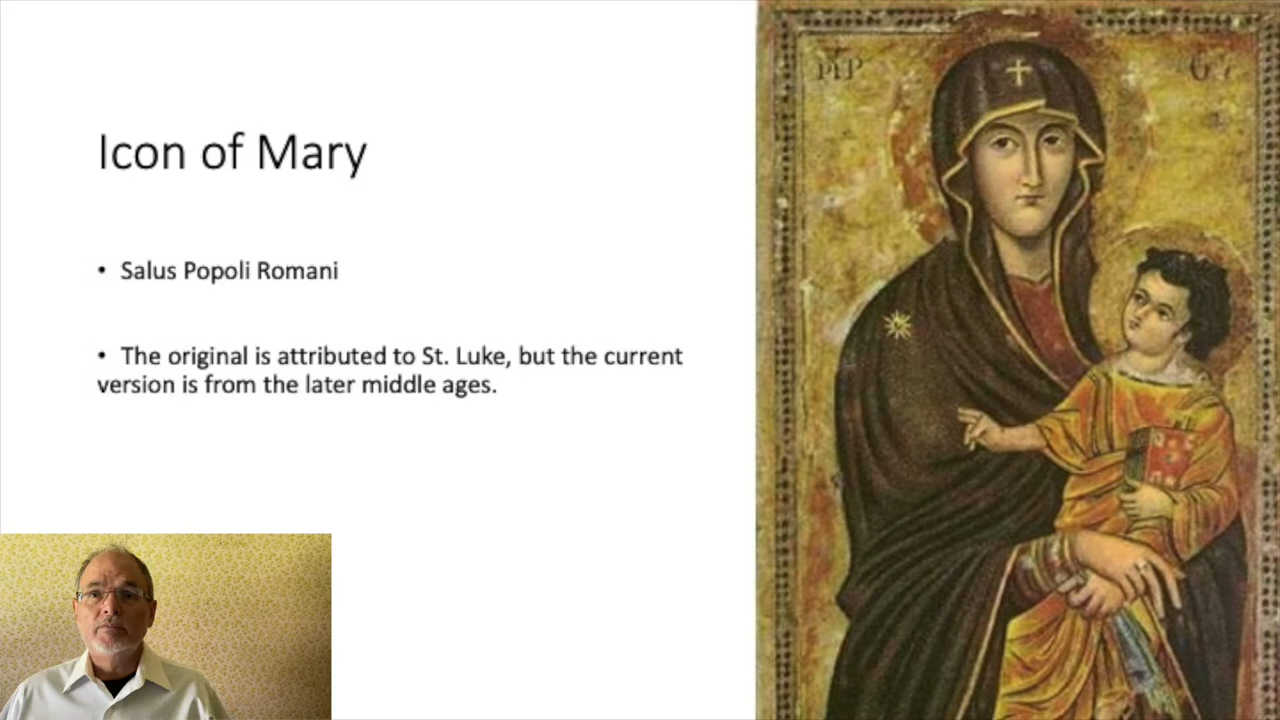 Icon of Mary
• Salus Popoli Romani
• The original is attributed to St. Luke, but the current
version is from the later middle ages.